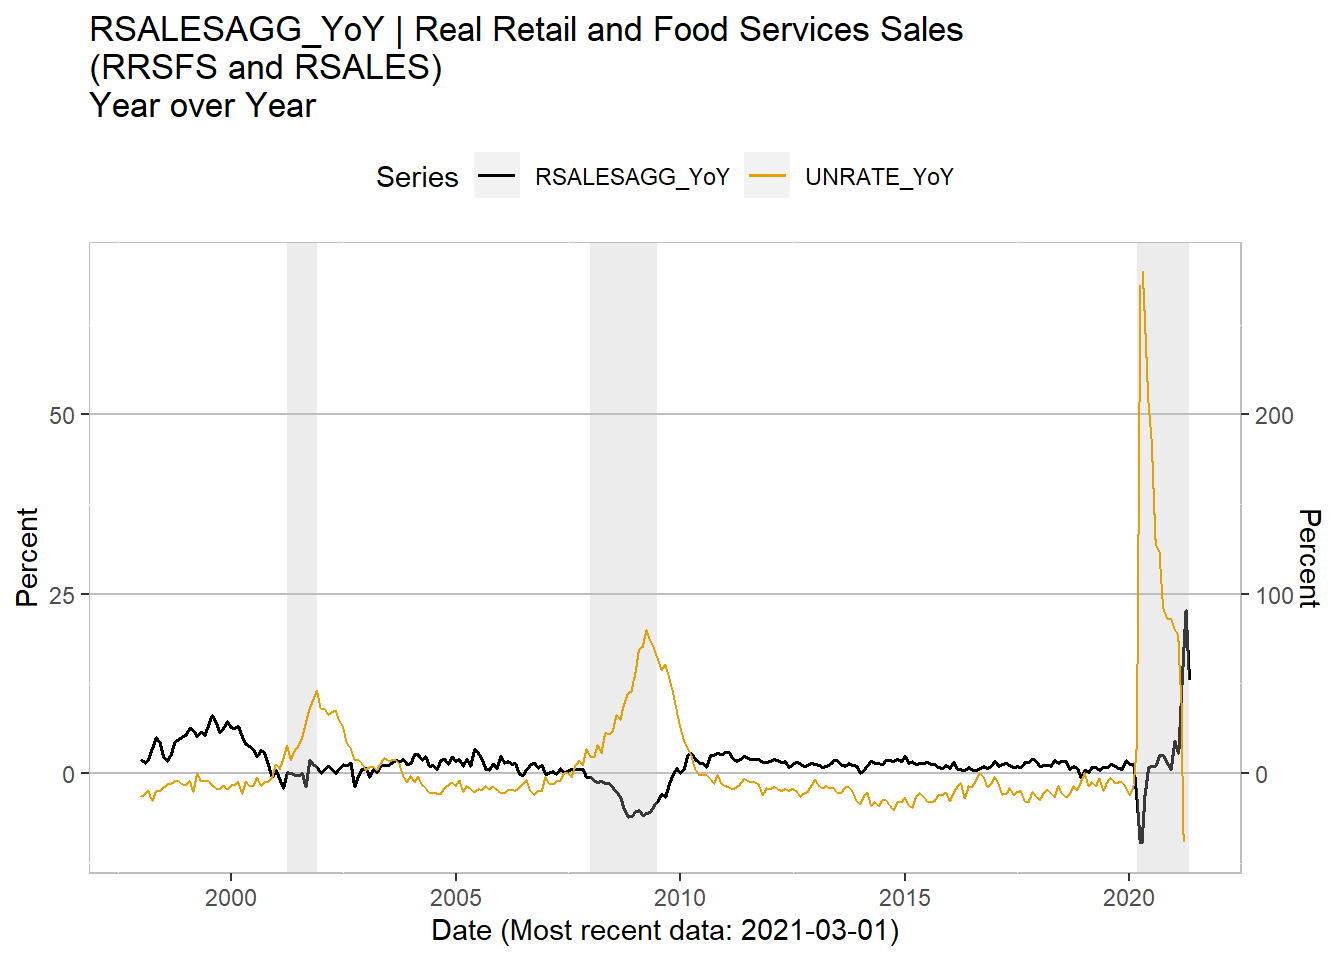 RSALESAGG_YoY | Real Retail and Food Services Sales
(RRSFS and RSALES)
Year over Year
Series RSALESAGG_YoY UNRATE_YoY
Percent
50
25
0
200
100
0
Percent
2000 2005 2010 2015 2020
Date (Most recent data: 2021-03-01)